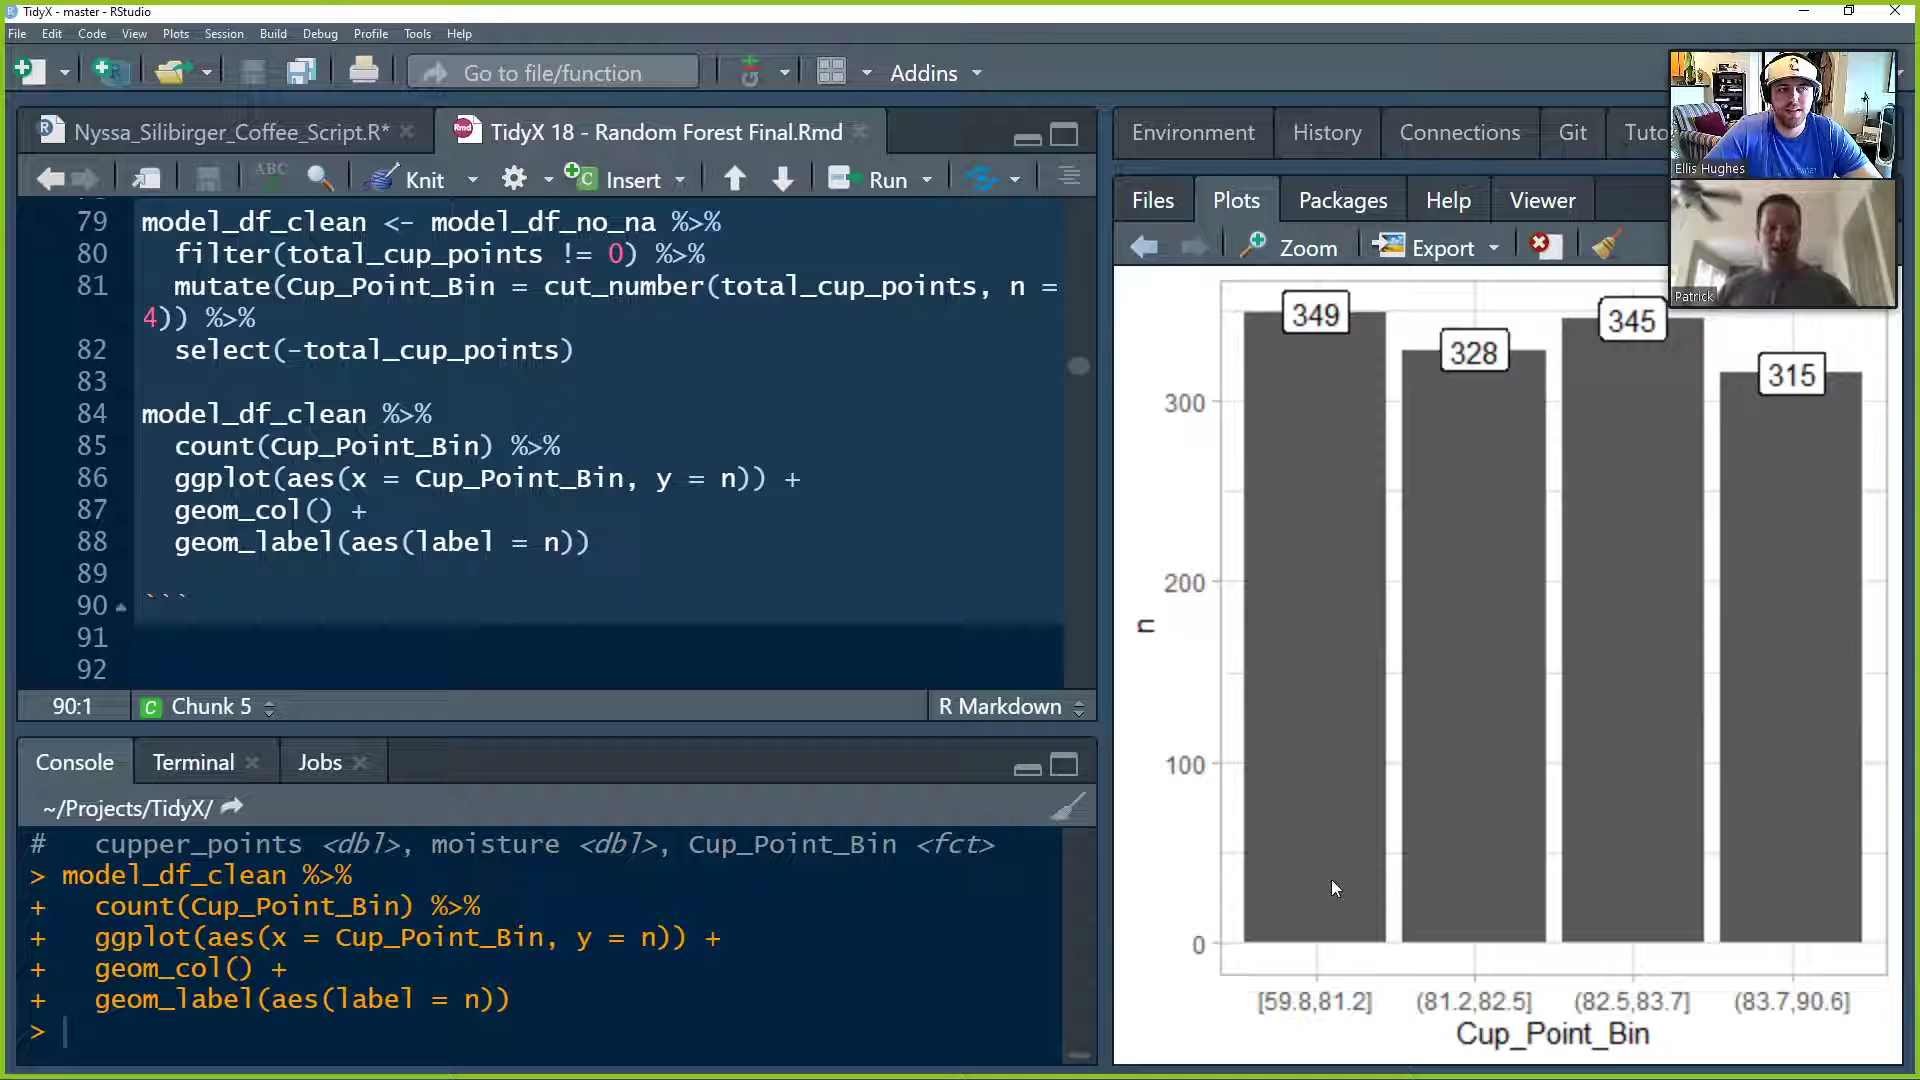 TidyX - master - RStudio
File Edit Code View Plots Session Build Debug Profile Tools Help
Go to file/function
Addins
Nyssa_Silibirger_Coffee_Script.R*
TidyX 18 - Random Forest Final.Rmd
ABC
Knit
Insert
Run
79 model_df_clean <- model_df_no_na %>%
80 filter(total_cup_points != 0) %>%
81 mutate(Cup_Point_Bin = cut_number(total_cup_points, n =
4)) %>%
82 select(-total_cup_points)
83
84 model_df_clean %>%
85 count(Cup_Point_Bin) %>%
86 ggplot(aes(x = Cup_Point_Bin, y = n)) +
87 geom_col() +
88 geom_label(aes(label = n))
89
90 ```
91
92
90:1 Chunk 5 R Markdown
Console Terminal Jobs
~/Projects/TidyX/
# cupper_points <dbl>, moisture <dbl>, Cup_Point_Bin <fct>
> model_df_clean %>%
+ count(Cup_Point_Bin) %>%
+ ggplot(aes(x = Cup_Point_Bin, y = n)) +
+ geom_col() +
+ geom_label(aes(label = n))
>
Environment History Connections Git Tuto
Files Plots Packages Help Viewer
Zoom Export
Ellis Hughes
Patrick
349
328
345
315
300
200
100
0
n
[59.8,81.2] (81.2,82.5] (82.5,83.7] (83.7,90.6]
Cup_Point_Bin